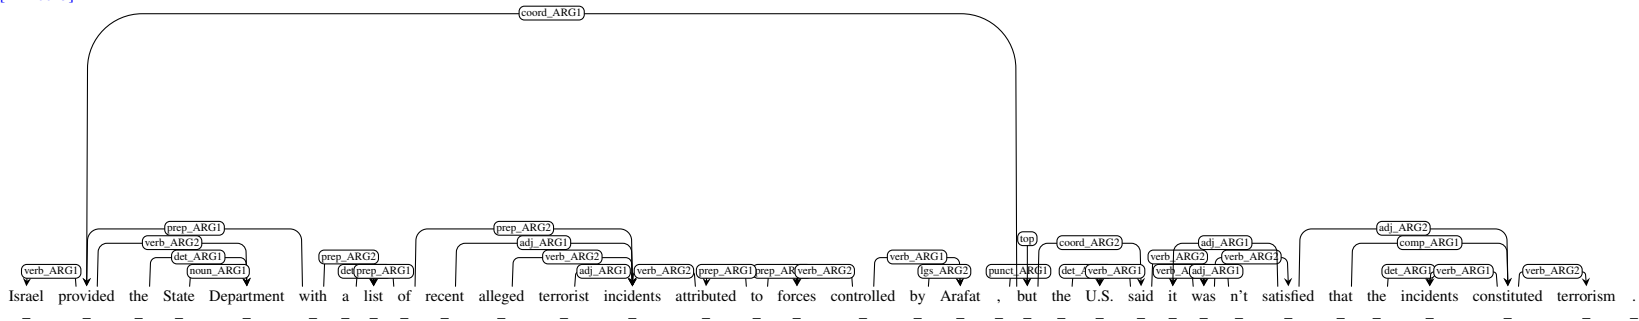 coord_ARG1
prep_ARG1 prep_ARG2 adj_ARG2
verb_ARG2 adj_ARG1 top coord_ARG2 adj_ARG1 comp_ARG1
det_ARG1 prep_ARG2 verb_ARG2 verb_ARG1 verb_ARG2 verb_ARG2
verb_ARG1 noun_ARG1 prep_ARG1 adj_ARG1 verb_ARG2 prep_ARG1 verb_ARG2 lgs_ARG2 punct_ARG1 verb_ARG1 adj_ARG1 det_ARG1 verb_ARG1 verb_ARG2
Israel provided the State Department with a list of recent alleged terrorist incidents attributed to forces controlled by Arafat , but the U.S. said it was n't satisfied that the incidents constituted terrorism .